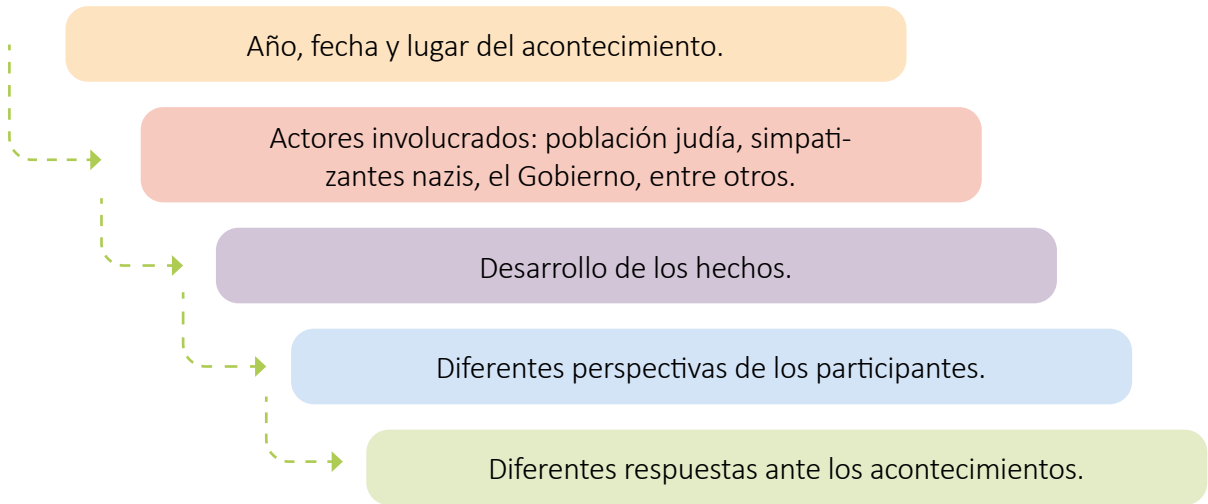 Año, fecha y lugar del acontecimiento.
Actores involucrados: población judía, simpati-
zantes nazis, el Gobierno, entre otros.
Desarrollo de los hechos.
Diferentes perspectivas de los participantes.
Diferentes respuestas ante los acontecimientos.